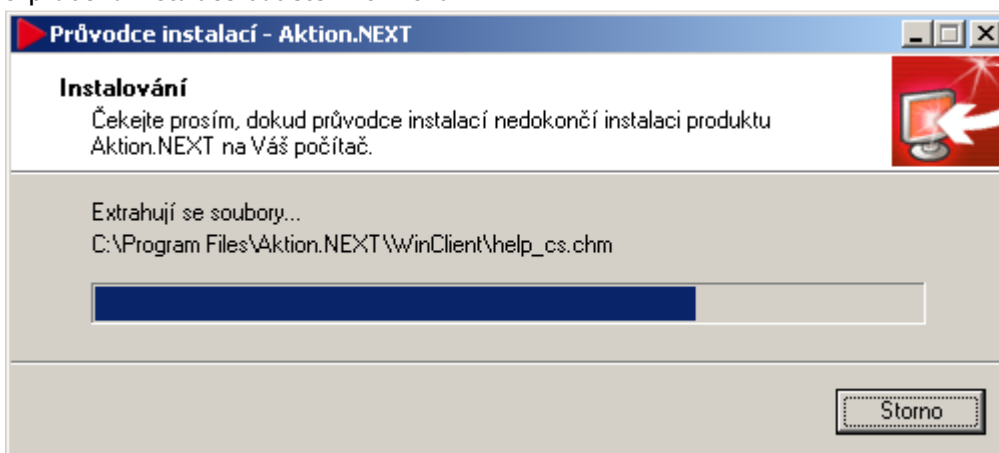 Průvodce instalací - Aktion.NEXT
Instalování
Čekejte prosím, dokud průvodce instalací nedokončí instalaci produktu
Aktion.NEXT na Váš počítač.
Extrahují se soubory...
C:\Program Files\Aktion.NEXT\WinClient\help_cs.chm
Storno